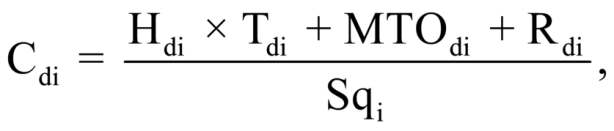 C_di = (H_di × T_di + MTO_di + R_di) / Sq_i,